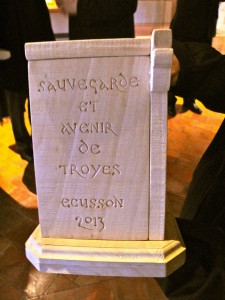 SAUVEGARDE
ET
AVENIR
DE
TROYES
ECUSSON
2013